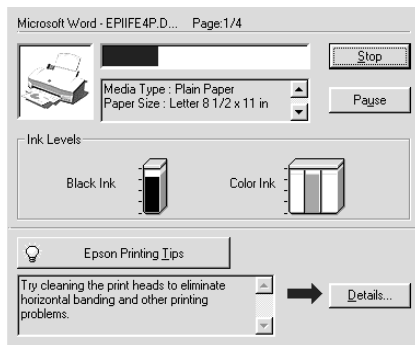 Microsoft Word - EPIIFE4P.D... Page:1/4
Stop
Media Type : Plain Paper
Paper Size : Letter 8 1/2 x 11 in
Pause
Ink Levels
Black Ink
Color Ink
Epson Printing Tips
Try cleaning the print heads to eliminate
horizontal banding and other printing
problems.
Details...